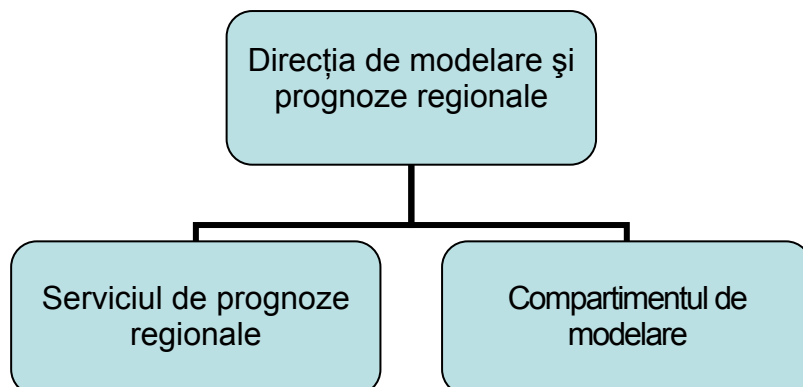 Direcția de modelare şi
prognoze regionale
Serviciul de prognoze
regionale
Compartimentul de
modelare